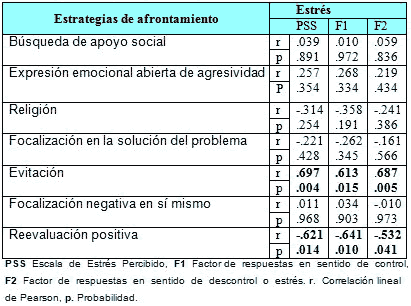 Estrategias de afrontamiento Estrés
PSS F1 F2
Búsqueda de apoyo social r .039 .010 .059
p .891 .972 .836
Expresión emocional abierta de agresividad r .257 .268 .219
P .354 .334 .434
Religión r -.314 -.358 -.241
p .254 .191 .386
Focalización en la solución del problema r -.221 -.262 -.161
p .428 .345 .566
Evitación r .697 .613 .687
p .004 .015 .005
Focalización negativa en sí mismo r .011 .034 -.010
p .968 .903 .973
Reevaluación positiva r -.621 -.641 -.532
p .014 .010 .041
PSS Escala de Estrés Percibido, F1 Factor de respuestas en sentido de control,
F2 Factor de respuestas en sentido de descontrol o estrés. r. Correlación lineal
de Pearson, p. Probabilidad.